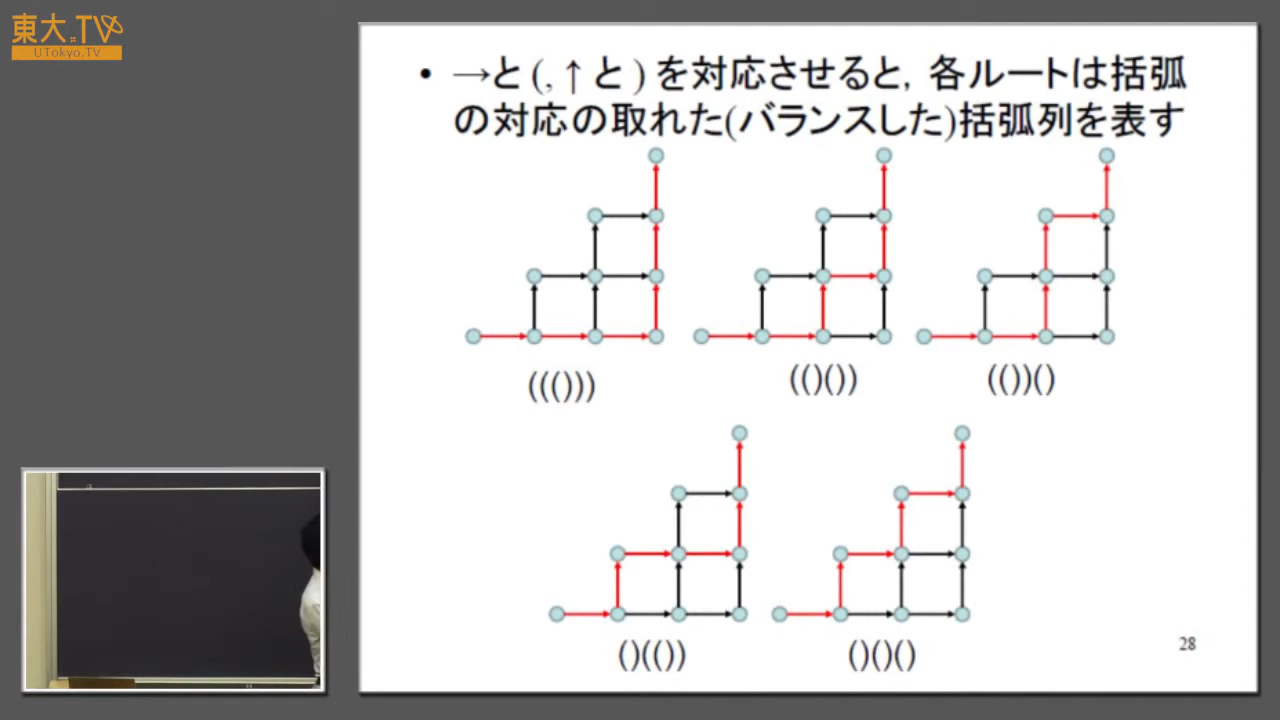 東大.TV
UTokyo.TV
• →と (, ↑ と ) を対応させると, 各ルートは括弧
の対応の取れた(バランスした)括弧列を表す
((()))
(()())
(())()
()(())
()()()
28